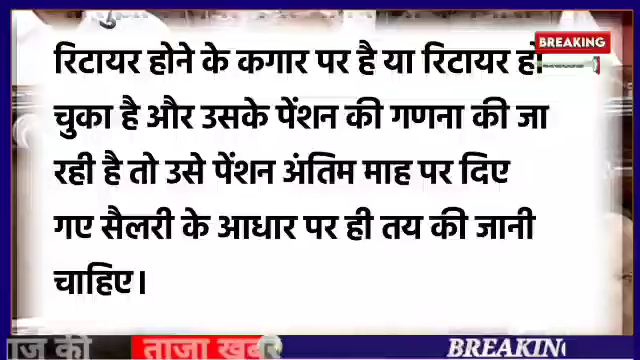 BREAKING
रिटायर होने के कगार पर है या रिटायर हो
चुका है और उसके पेंशन की गणना की जा
रही है तो उसे पेंशन अंतिम माह पर दिए
गए सैलरी के आधार पर ही तय की जानी
चाहिए।
की ताजा खबर BREAKING